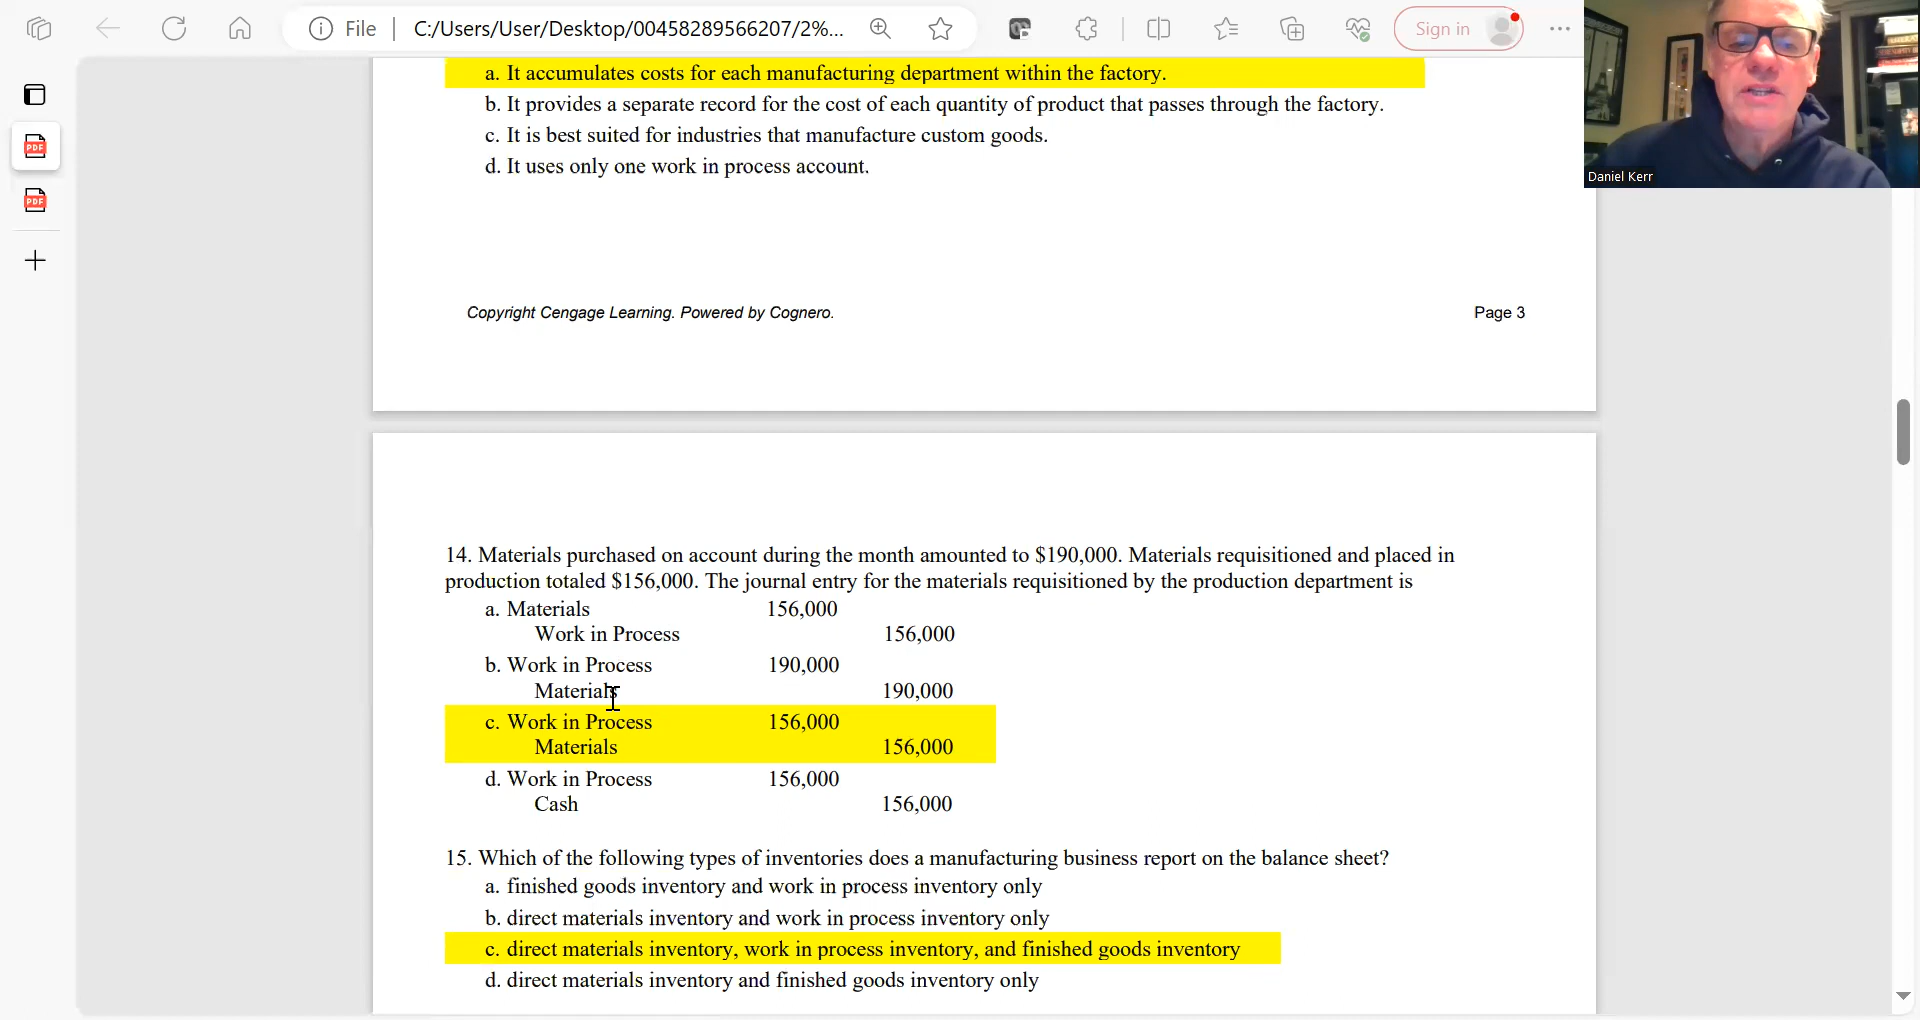 File
C:/Users/User/Desktop/00458289566207/2%...
Sign in
PDF
PDF
Daniel Kerr
a. It accumulates costs for each manufacturing department within the factory.
b. It provides a separate record for the cost of each quantity of product that passes through the factory.
c. It is best suited for industries that manufacture custom goods.
d. It uses only one work in process account.
Copyright Cengage Learning. Powered by Cognero.
Page 3
14. Materials purchased on account during the month amounted to $190,000. Materials requisitioned and placed in
production totaled $156,000. The journal entry for the materials requisitioned by the production department is
a. Materials 156,000
Work in Process 156,000
b. Work in Process 190,000
Materials 190,000
c. Work in Process 156,000
Materials 156,000
d. Work in Process 156,000
Cash 156,000
15. Which of the following types of inventories does a manufacturing business report on the balance sheet?
a. finished goods inventory and work in process inventory only
b. direct materials inventory and work in process inventory only
c. direct materials inventory, work in process inventory, and finished goods inventory
d. direct materials inventory and finished goods inventory only